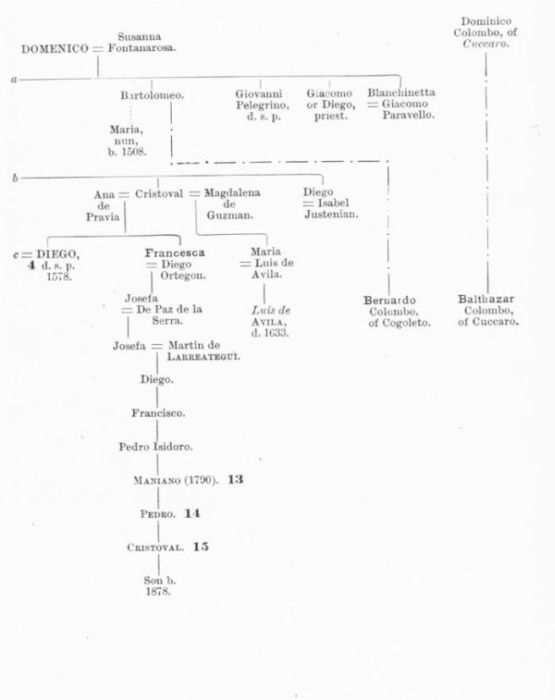 Dominico
Colombo, of
Cuccaro.
Susanna
DOMENICO = Fontanarosa.
a
Bartolomeo.
Giovanni
Pelegrino,
d. s. p.
Giacomo
or Diego,
priest.
Blanchinetta
= Giacomo
Paravello.
Maria,
nun,
b. 1508.
b
Ana = Cristoval = Magdalena
de
Pravia
de
Guzman.
Diego
= Isabel
Justenian.
c = DIEGO,
4 d. s. p.
1578.
Francesca
= Diego
Ortegon.
Maria
= Luis de
Avila.
Josefa
= De Paz de la
Serra.
Luis de
AVILA,
d. 1633.
Bernardo
Colombo,
of Cogoleto.
Balthazar
Colombo,
of Cuccaro.
Josefa = Martin de
LARREATEGUI.
Diego.
Francisco.
Pedro Isidoro.
MANIANO (1790). 13
PEDRO. 14
CRISTOVAL. 15
Son b.
1878.